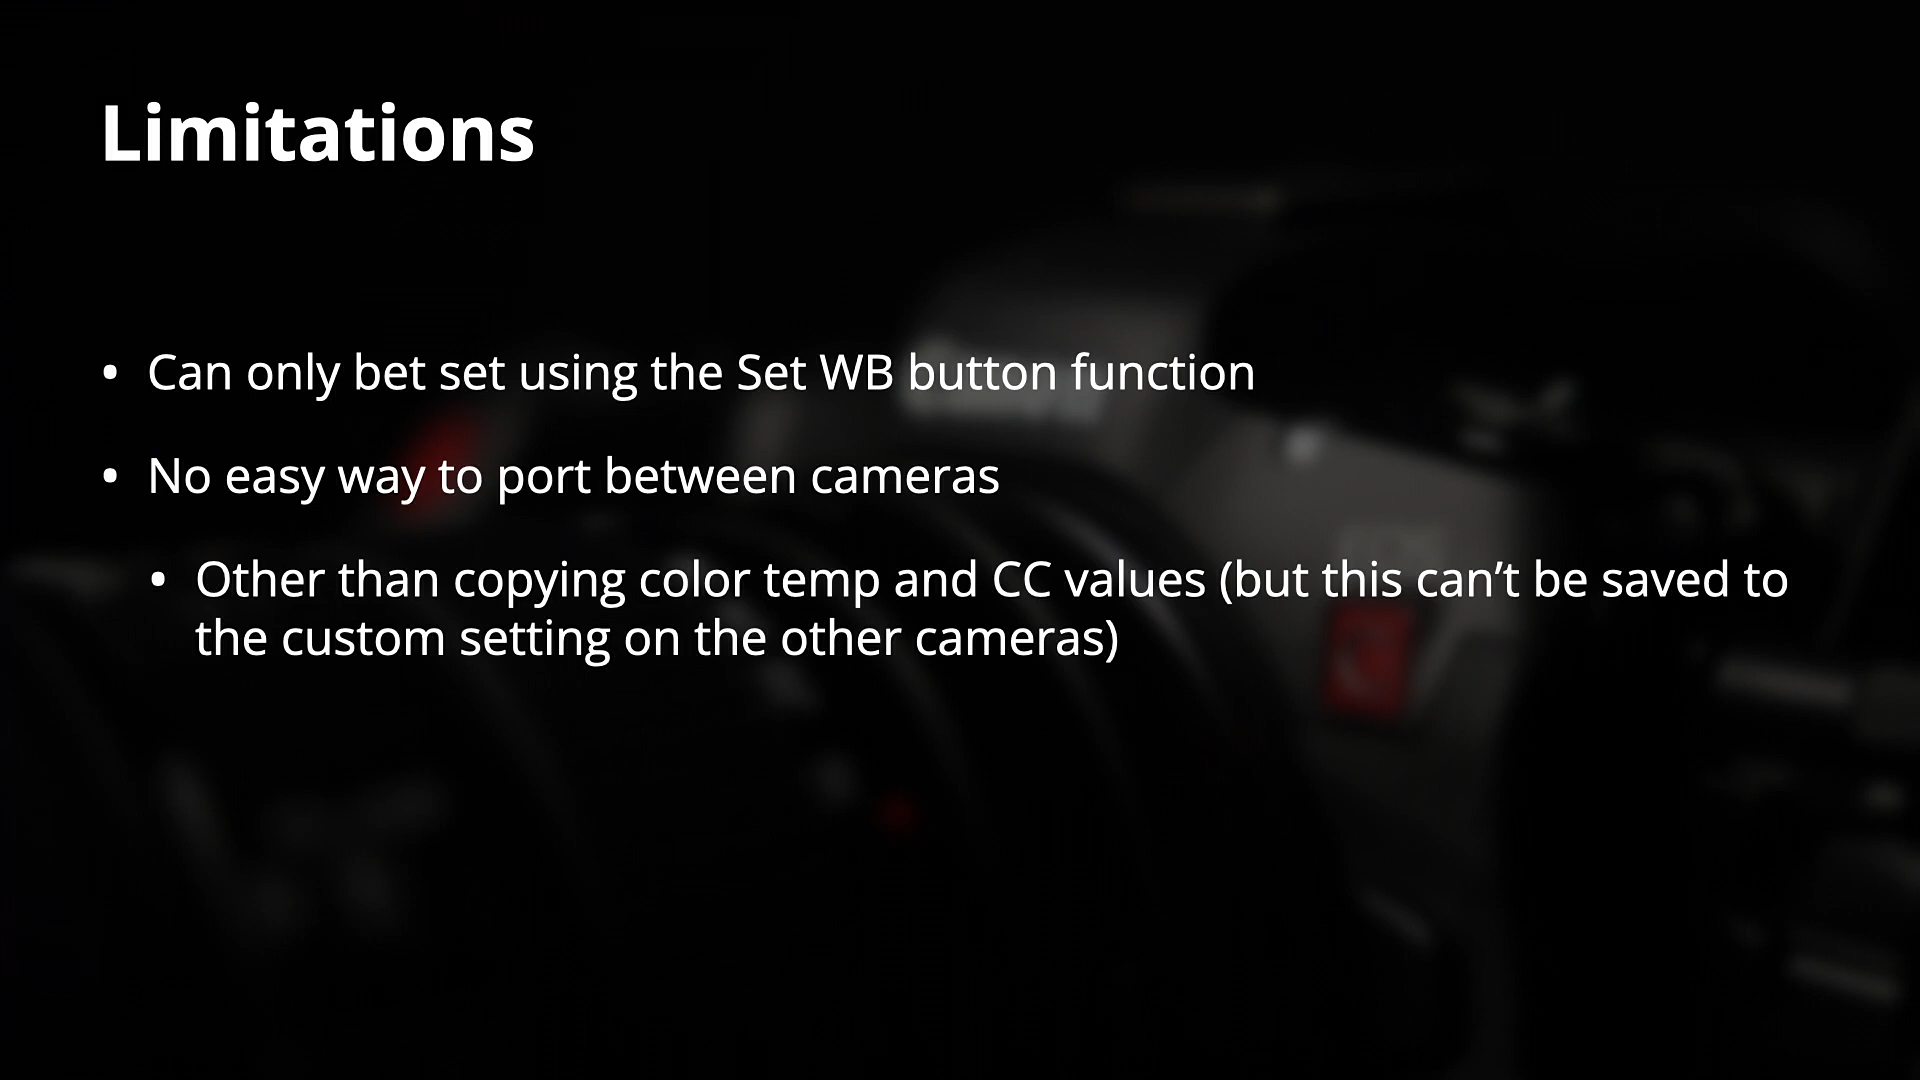 Limitations
• Can only bet set using the Set WB button function
• No easy way to port between cameras
• Other than copying color temp and CC values (but this can’t be saved to
the custom setting on the other cameras)